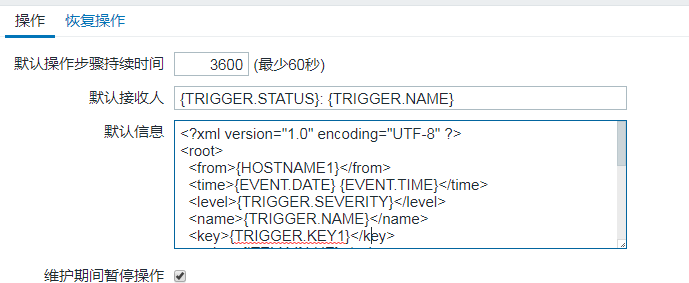 操作 恢复操作
默认操作步骤持续时间 3600 (最少60秒)
默认接收人 {TRIGGER.STATUS}: {TRIGGER.NAME}
默认信息 <?xml version="1.0" encoding="UTF-8" ?>
<root>
<from>{HOSTNAME1}</from>
<time>{EVENT.DATE} {EVENT.TIME}</time>
<level>{TRIGGER.SEVERITY}</level>
<name>{TRIGGER.NAME}</name>
<key>{TRIGGER.KEY1}</key>
维护期间暂停操作